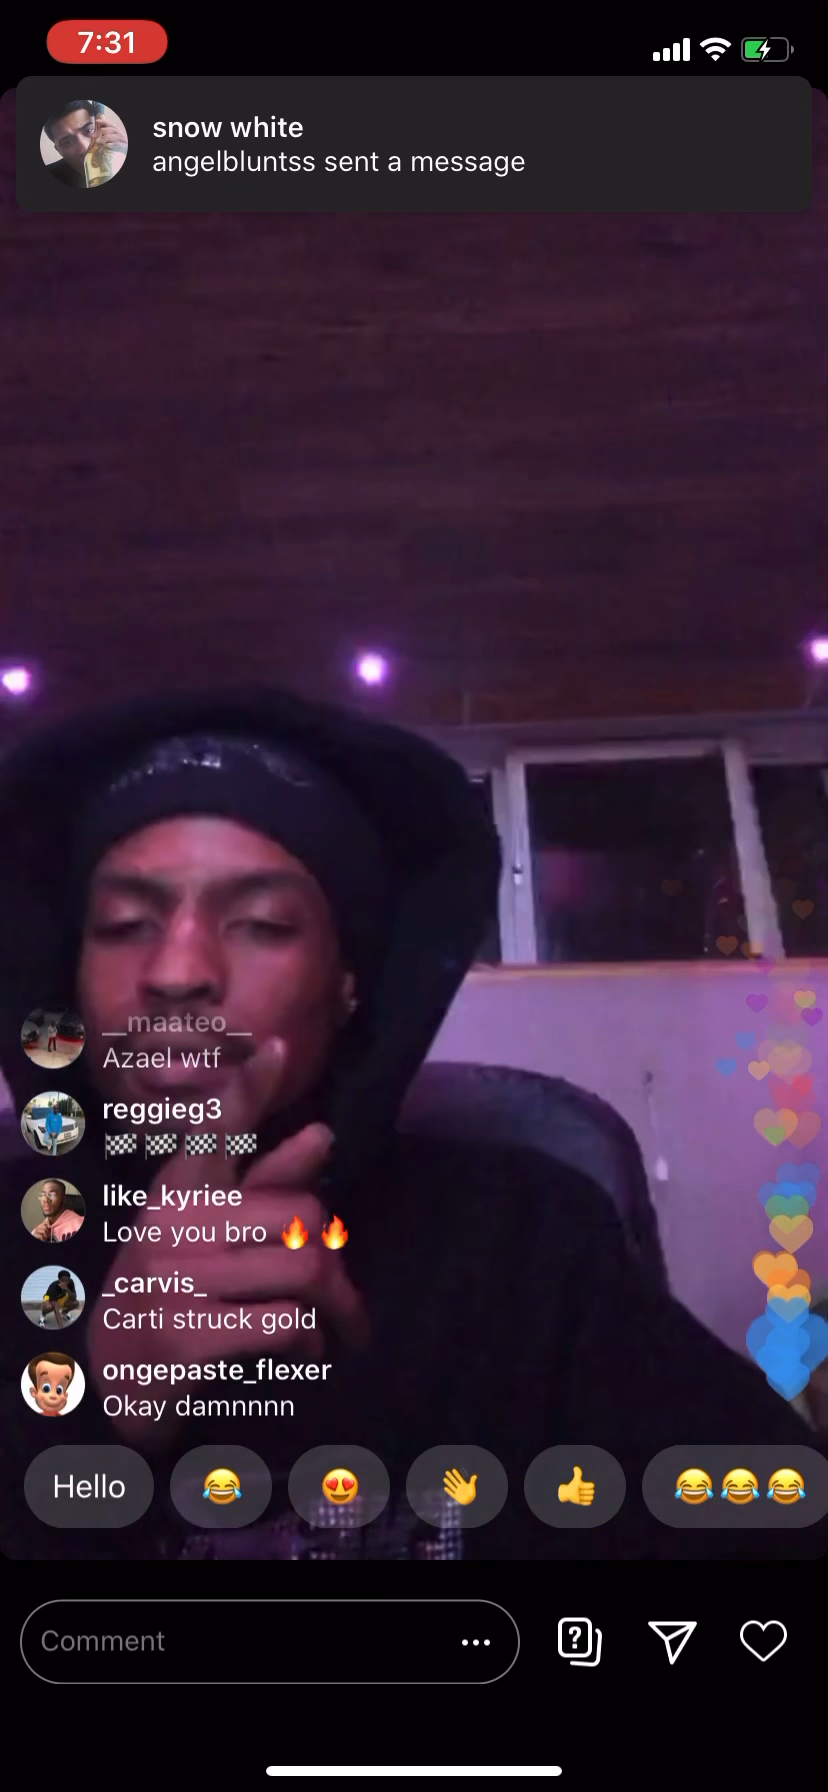 7:31
snow white
angelbluntss sent a message
__maateo__
Azael wtf
reggieg3
🏁 🏁 🏁 🏁
like_kyriee
Love you bro 🔥 🔥
_carvis_
Carti struck gold
ongepaste_flexer
Okay damnnnn
Hello 😂 😍 👋 👍 😂 😂 😂
Comment